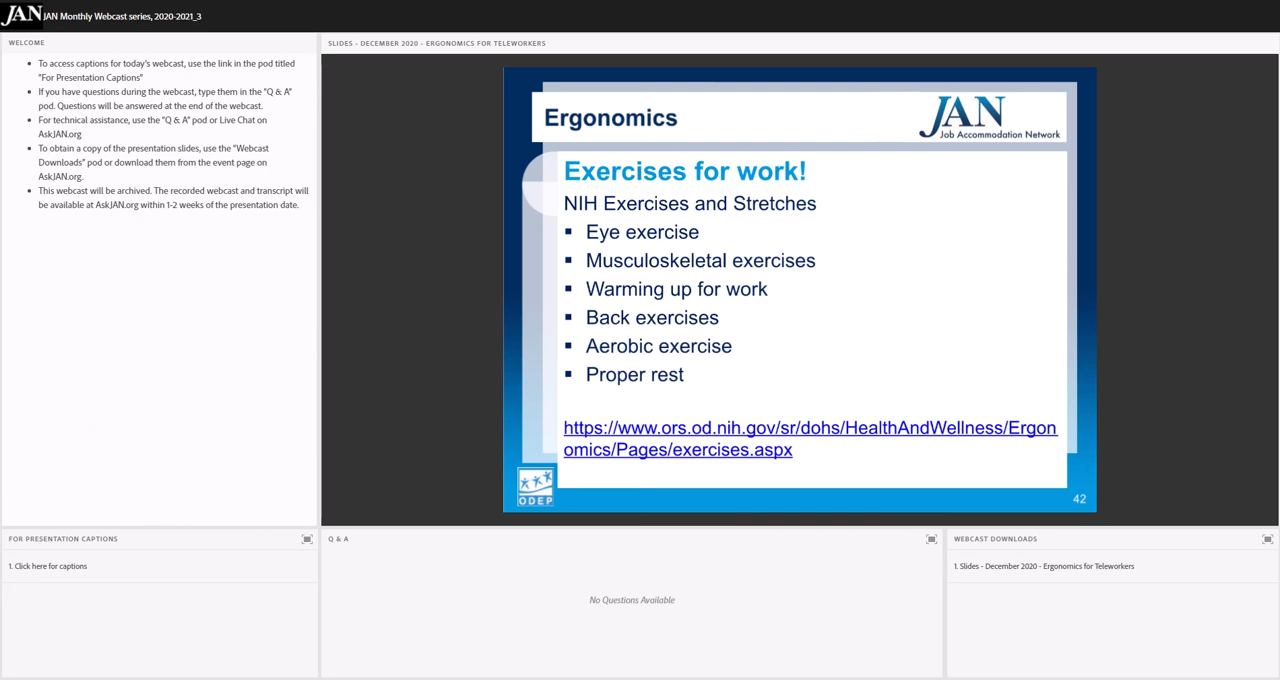 JAN JAN Monthly Webcast series, 2020-2021_3
WELCOME
To access captions for today's webcast, use the link in the pod titled
"For Presentation Captions"
If you have questions during the webcast, type them in the "Q & A"
pod. Questions will be answered at the end of the webcast.
For technical assistance, use the "Q & A" pod or Live Chat on
AskJAN.org
To obtain a copy of the presentation slides, use the "Webcast
Downloads" pod or download them from the event page on
AskJAN.org.
This webcast will be archived. The recorded webcast and transcript will
be available at AskJAN.org within 1-2 weeks of the presentation date.
SLIDES - DECEMBER 2020 - ERGONOMICS FOR TELEWORKERS
Ergonomics
JAN
Job Accommodation Network
Exercises for work!
NIH Exercises and Stretches
Eye exercise
Musculoskeletal exercises
Warming up for work
Back exercises
Aerobic exercise
Proper rest
https://www.ors.od.nih.gov/sr/dohs/HealthAndWellness/Ergon
omics/Pages/exercises.aspx
ODEP
42
FOR PRESENTATION CAPTIONS
1. Click here for captions
Q & A
No Questions Available
WEBCAST DOWNLOADS
1. Slides - December 2020 - Ergonomics for Teleworkers